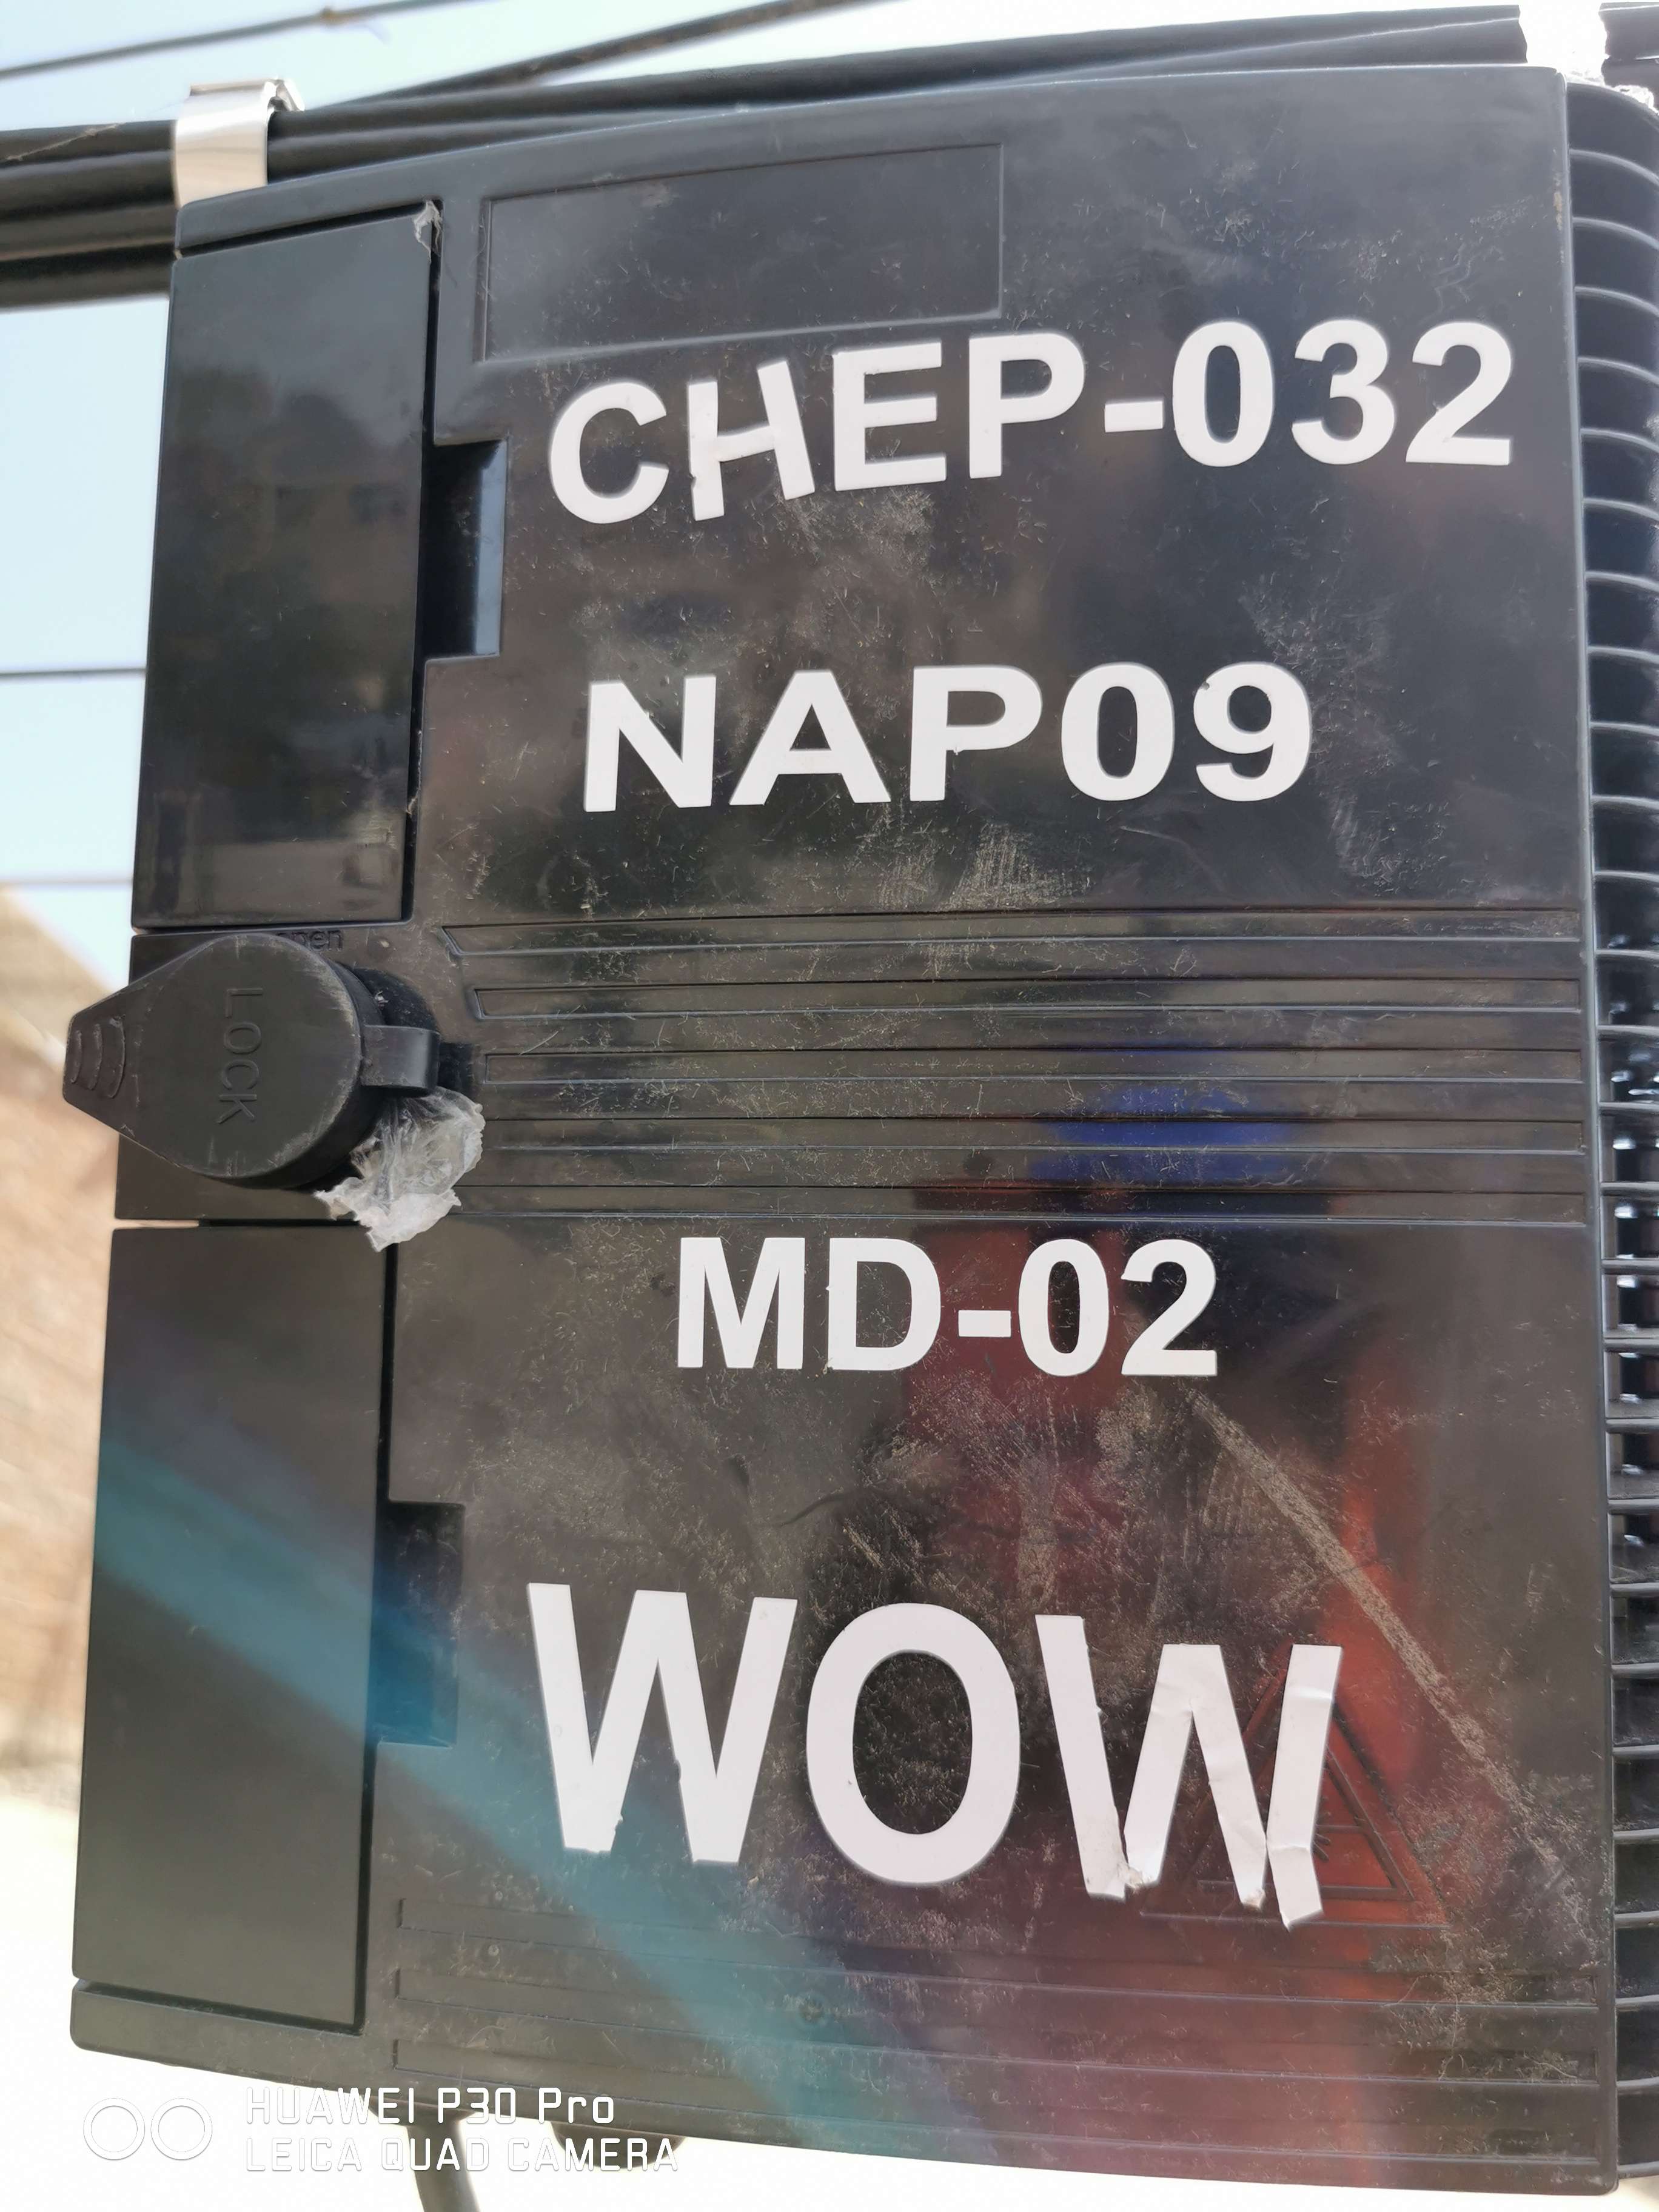 CHEP-032
NAP09
LOCK
MD-02
WOW
HUAWEI P30 Pro
LEICA QUAD CAMERA